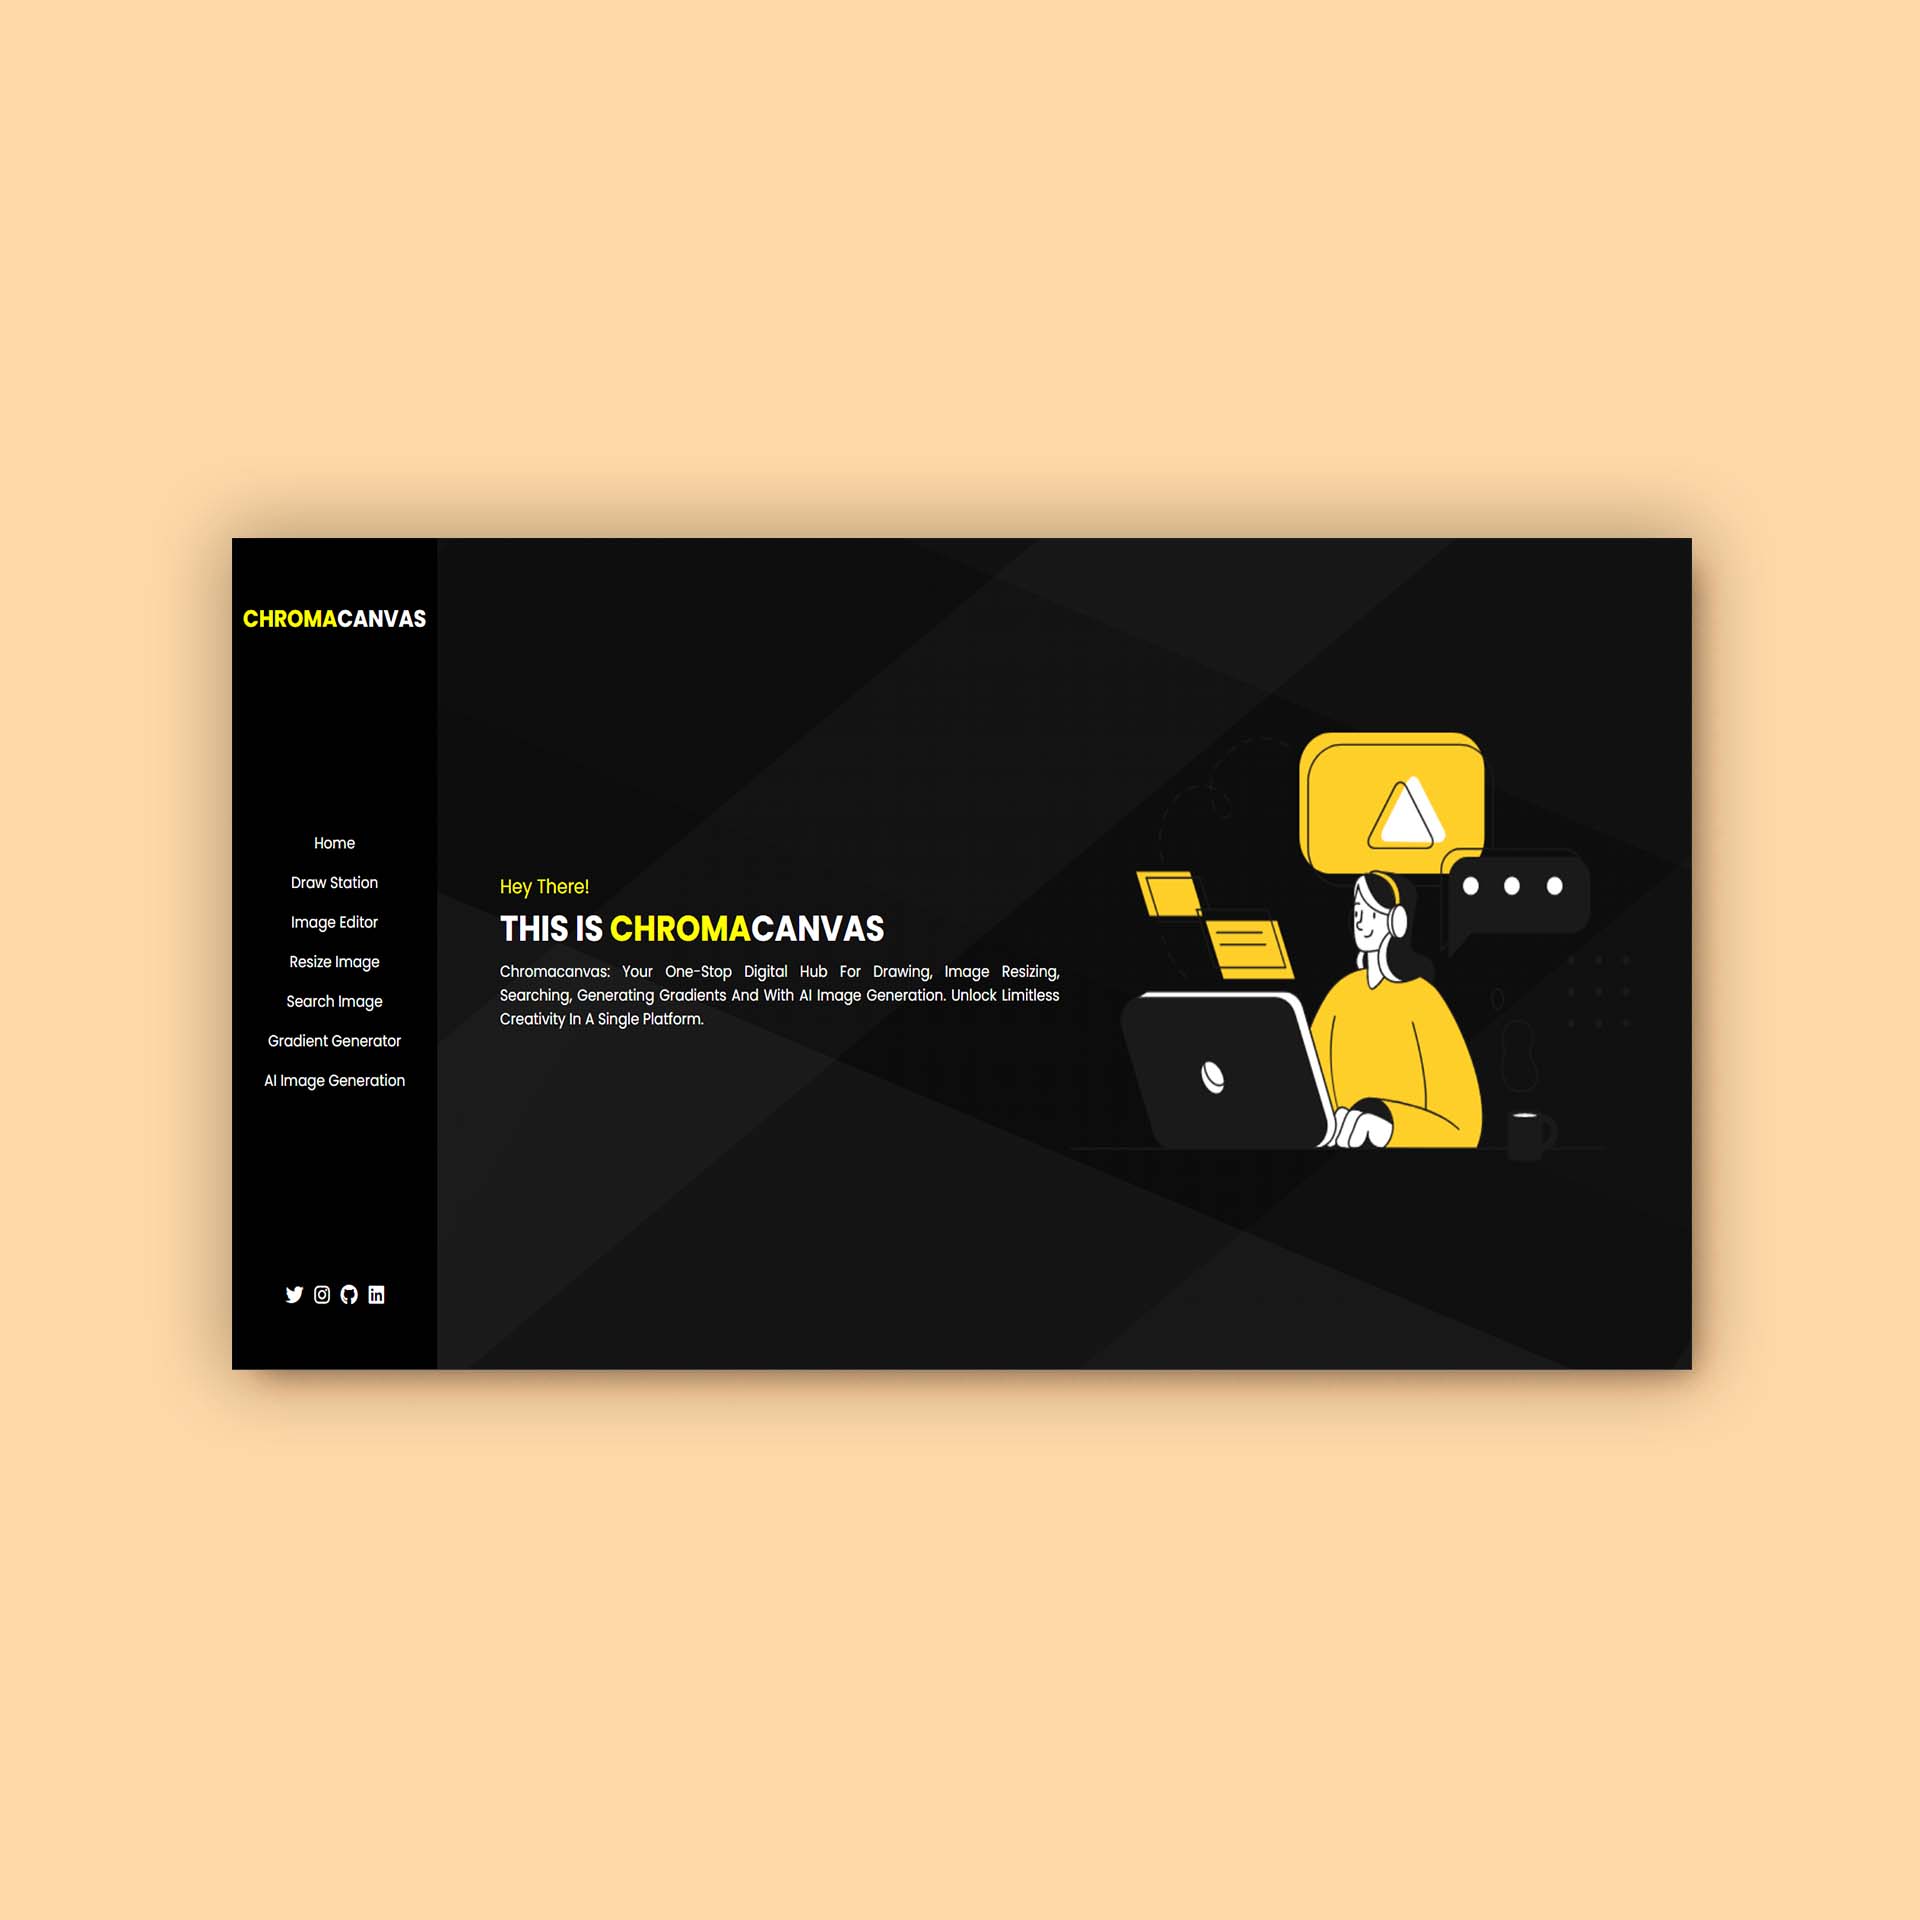 CHROMACANVAS
Home
Draw Station
Image Editor
Resize Image
Search Image
Gradient Generator
AI Image Generation
Hey There!
THIS IS CHROMACANVAS
Chromacanvas: Your One-Stop Digital Hub For Drawing, Image Resizing,
Searching, Generating Gradients And With AI Image Generation. Unlock Limitless
Creativity In A Single Platform.